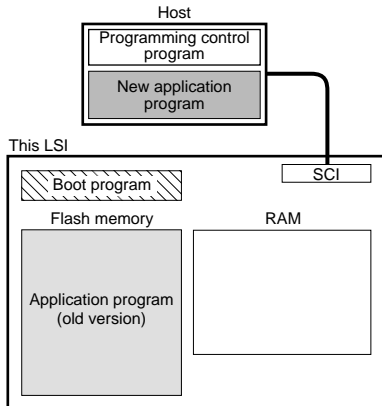 Host
Programming control
program
New application
program
This LSI
SCI
Boot program
Flash memory
RAM
Application program
(old version)